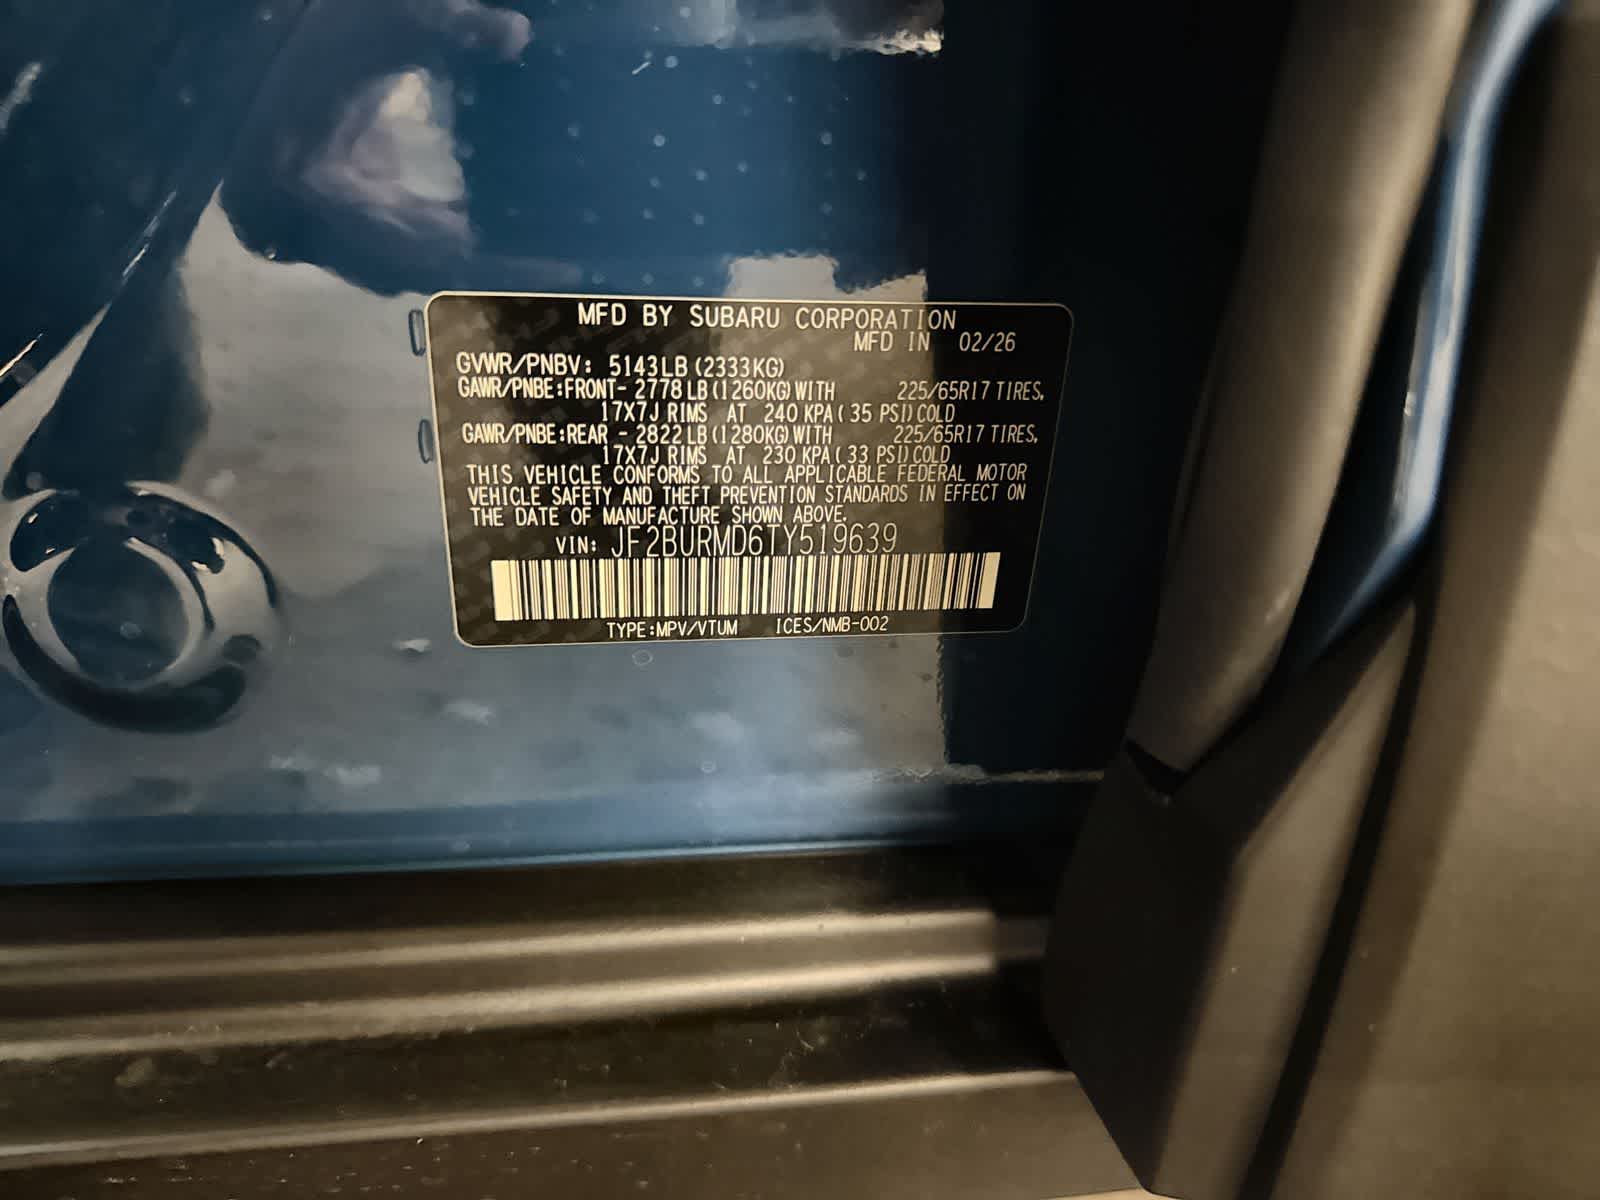 MFD BY SUBARU CORPORATION
MFD IN 02/26
GVWR/PNBV: 5143LB (2333KG)
GAWR/PNBE:FRONT- 2778 LB (1260KG) WITH 225/65R17 TIRES,
17X7J RIMS AT 240 KPA ( 35 PSI) COLD
GAWR/PNBE:REAR - 2822 LB (1280KG) WITH 225/65R17 TIRES,
17X7J RIMS AT 230 KPA ( 33 PSI) COLD
THIS VEHICLE CONFORMS TO ALL APPLICABLE FEDERAL MOTOR
VEHICLE SAFETY AND THEFT PREVENTION STANDARDS IN EFFECT ON
THE DATE OF MANUFACTURE SHOWN ABOVE.
VIN: JF2BURMD6TY519639
TYPE:MPV/VTUM ICES/NMB-002